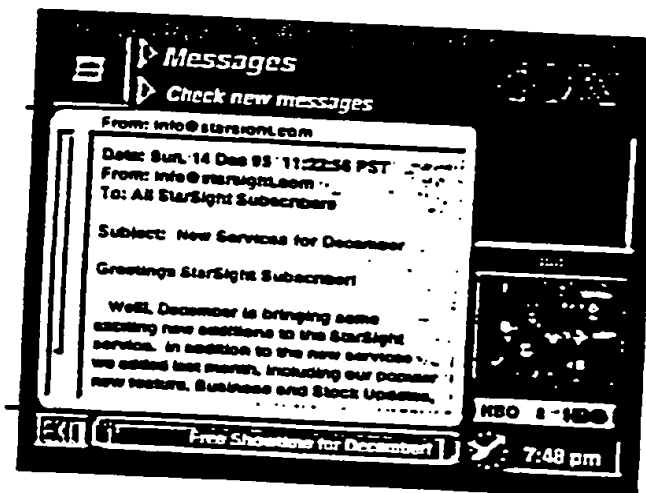 Messages
Check new messages
From: info@starsight.com
Date: Sun, 14 Dec 95 11:22:56 PST
From: info@starsight.com
To: All StarSight Subscribers
Subject: New Services for December
Greetings StarSight Subscriber!
Well, December is bringing some
exciting new additions to the StarSight
service. In addition to the new services
we added last month, including our popular
new feature, Business and Stock Updates,
HBO
Free Showtime for December!
7:48 pm